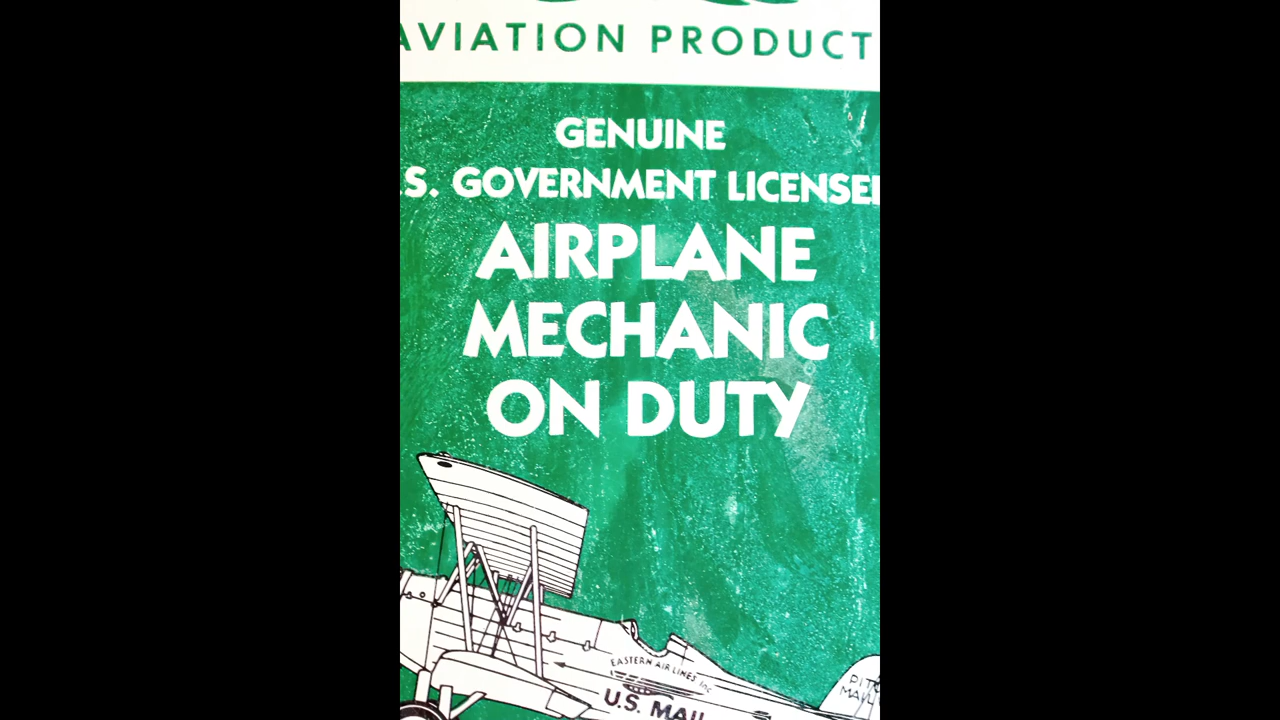 AVIATION PRODUCT
GENUINE
.S. GOVERNMENT LICENSE
AIRPLANE
MECHANIC
ON DUTY
EASTERN AIR LINES Inc
U.S. MAIL